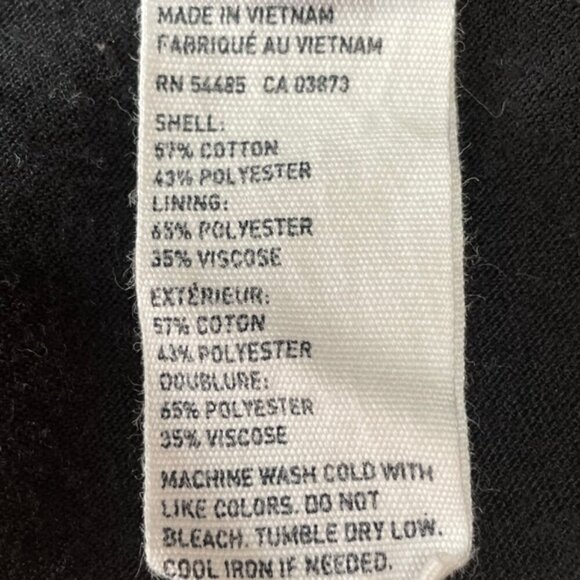 MADE IN VIETNAM
FABRIQUÉ AU VIETNAM
RN 54485 CA 03873
SHELL:
57% COTTON
43% POLYESTER
LINING:
65% POLYESTER
35% VISCOSE
EXTÉRIEUR:
57% COTON
43% POLYESTER
DOUBLURE:
65% POLYESTER
35% VISCOSE
MACHINE WASH COLD WITH
LIKE COLORS. DO NOT
BLEACH. TUMBLE DRY LOW.
COOL IRON IF NEEDED.